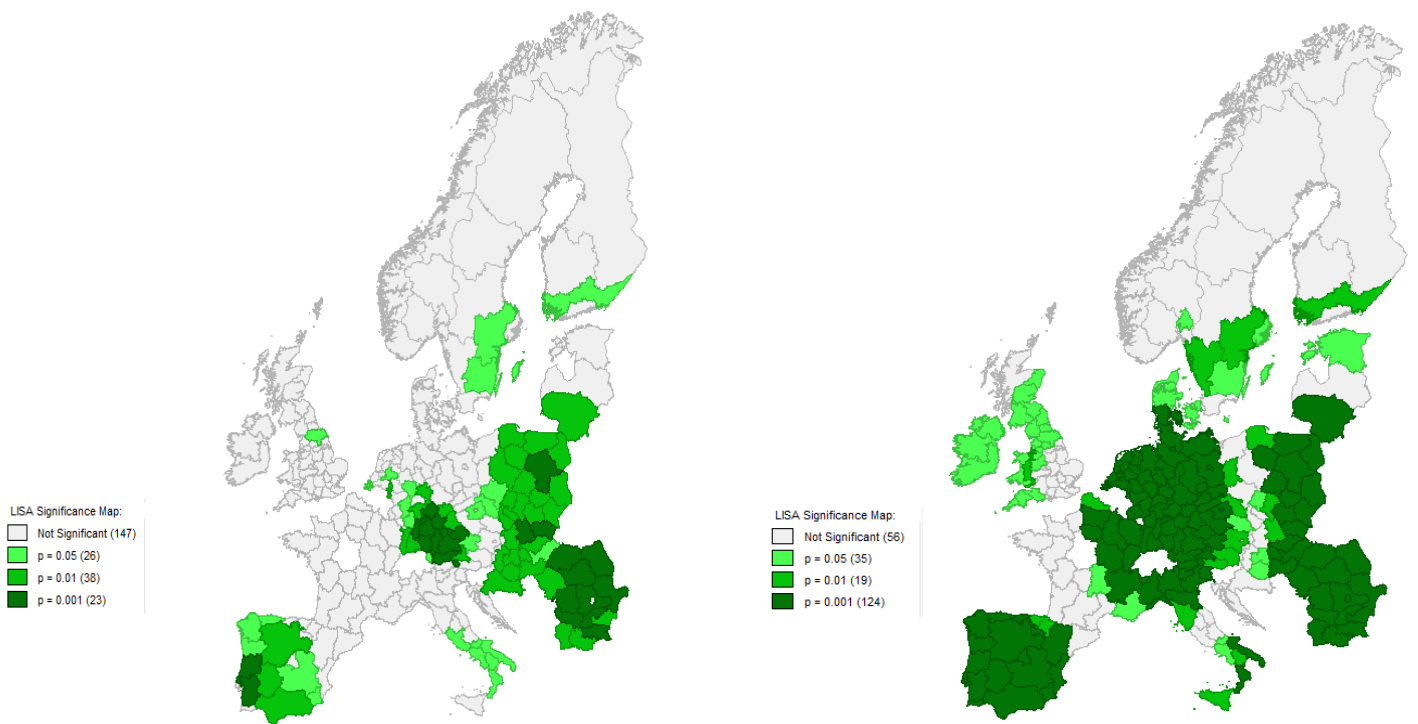 LISA Significance Map:
Not Significant (147)
p = 0.05 (26)
p = 0.01 (38)
p = 0.001 (23)
LISA Significance Map:
Not Significant (56)
p = 0.05 (35)
p = 0.01 (19)
p = 0.001 (124)